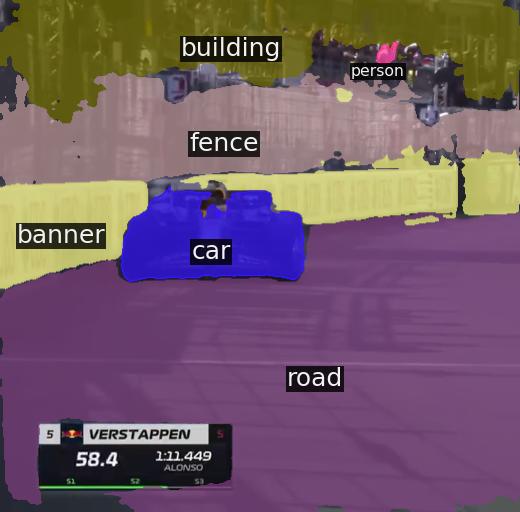 building
person
fence
banner
car
road
5 VERSTAPPEN 5
58.4 1:11.449
ALONSO
S1 S2 S3